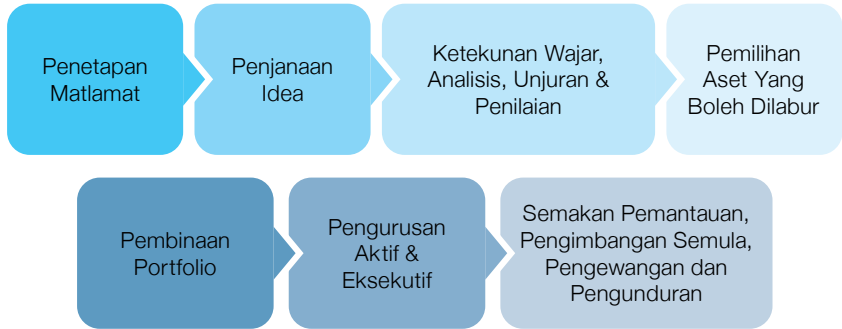 Penetapan
Matlamat
Penjanaan
Idea
Ketekunan Wajar,
Analisis, Unjuran &
Penilaian
Pemilihan
Aset Yang
Boleh Dilabur
Pembinaan
Portfolio
Pengurusan
Aktif &
Eksekutif
Semakan Pemantauan,
Pengimbangan Semula,
Pengewangan dan
Pengunduran